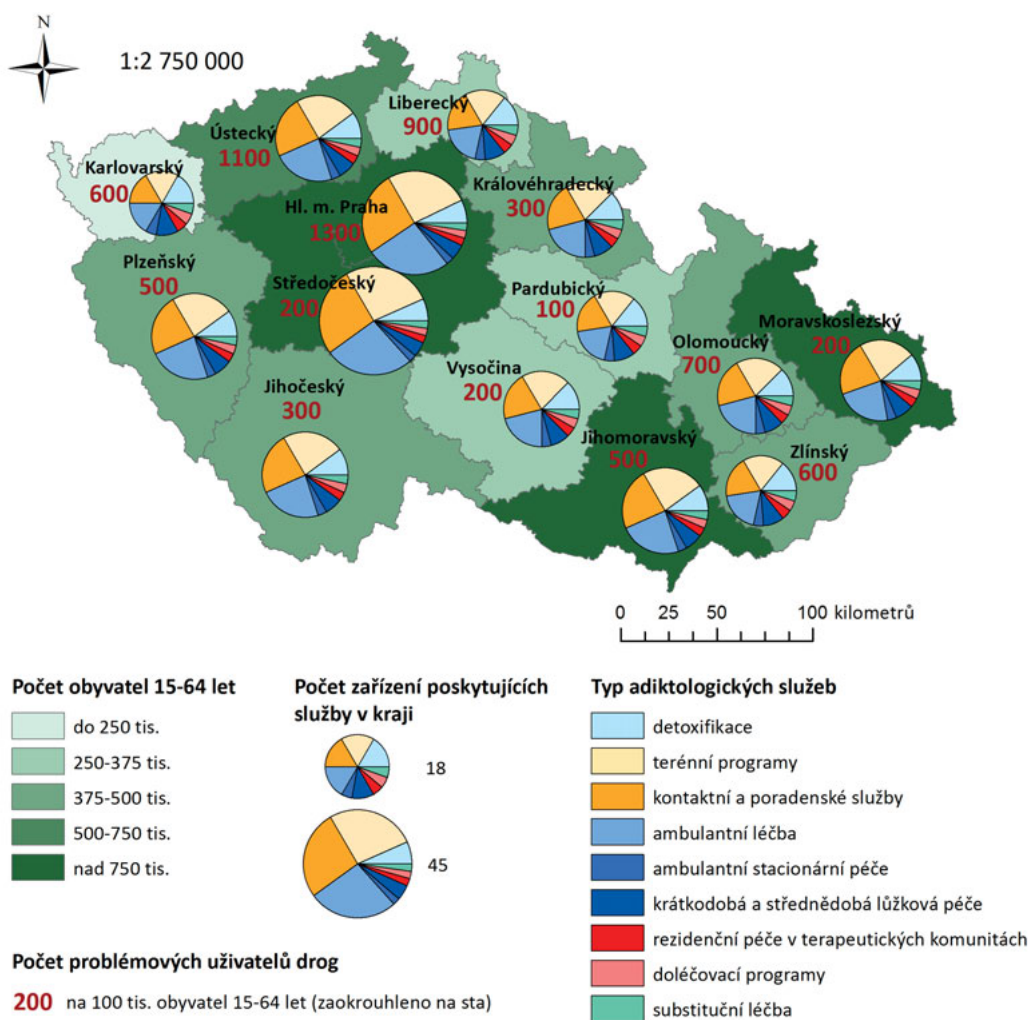 N
1:2 750 000
Liberecký
900
Ústecký
1100
Karlovarský
600
Královéhradecký
300
Hl. m. Praha
1300
Plzeňský
500
Středočeský
200
Pardubický
100
Moravskoslezský
200
Olomoucký
700
Vysočina
200
Jihočeský
300
Jihomoravský
500
Zlínský
600
0 25 50 100 kilometrů
Počet obyvatel 15-64 let
do 250 tis.
250-375 tis.
375-500 tis.
500-750 tis.
nad 750 tis.
Počet zařízení poskytujících
služby v kraji
18
45
Typ adiktologických služeb
detoxifikace
terénní programy
kontaktní a poradenské služby
ambulantní léčba
ambulantní stacionární péče
krátkodobá a střednědobá lůžková péče
rezidenční péče v terapeutických komunitách
doléčovací programy
substituční léčba
Počet problémových uživatelů drog
200 na 100 tis. obyvatel 15-64 let (zaokrouhleno na sta)